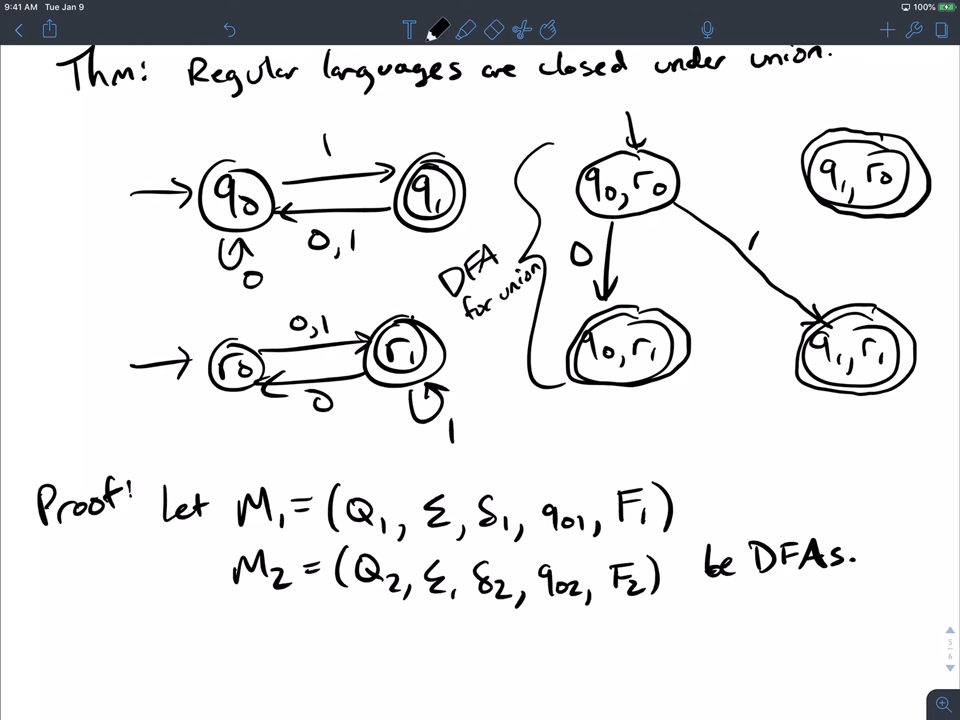 9:41 AM Tue Jan 9
100%
Thm: Regular languages are closed under union.
1
q0
q1
0,1
0
0,1
r0
r1
0
1
DFA
for union
q0, r0
q1, r0
0
1
q0, r1
q1, r1
Proof: Let M1 = (Q1, Σ, δ1, q01, F1)
M2 = (Q2, Σ, δ2, q02, F2) be DFAs.
5
6